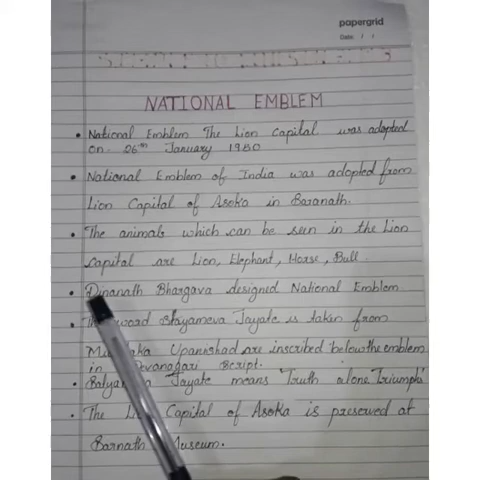 papergrid
Date: / /
NATIONAL EMBLEM
• National Emblem The Lion Capital was adopted
on 26th January 1950
• National Emblem of India was adopted from
Lion Capital of Asoka in Saranath.
• The animals which can be seen in the Lion
Capital are Lion, Elephant, Horse, Bull
• Dinanath Bhargava designed National Emblem
• word Satyameva Jayate is taken from
Upanishad are inscribed below the emblem
in script.
• Jayate means 'Truth alone Triumphs'
• The Capital of Asoka is preserved at
Sarnath Museum.